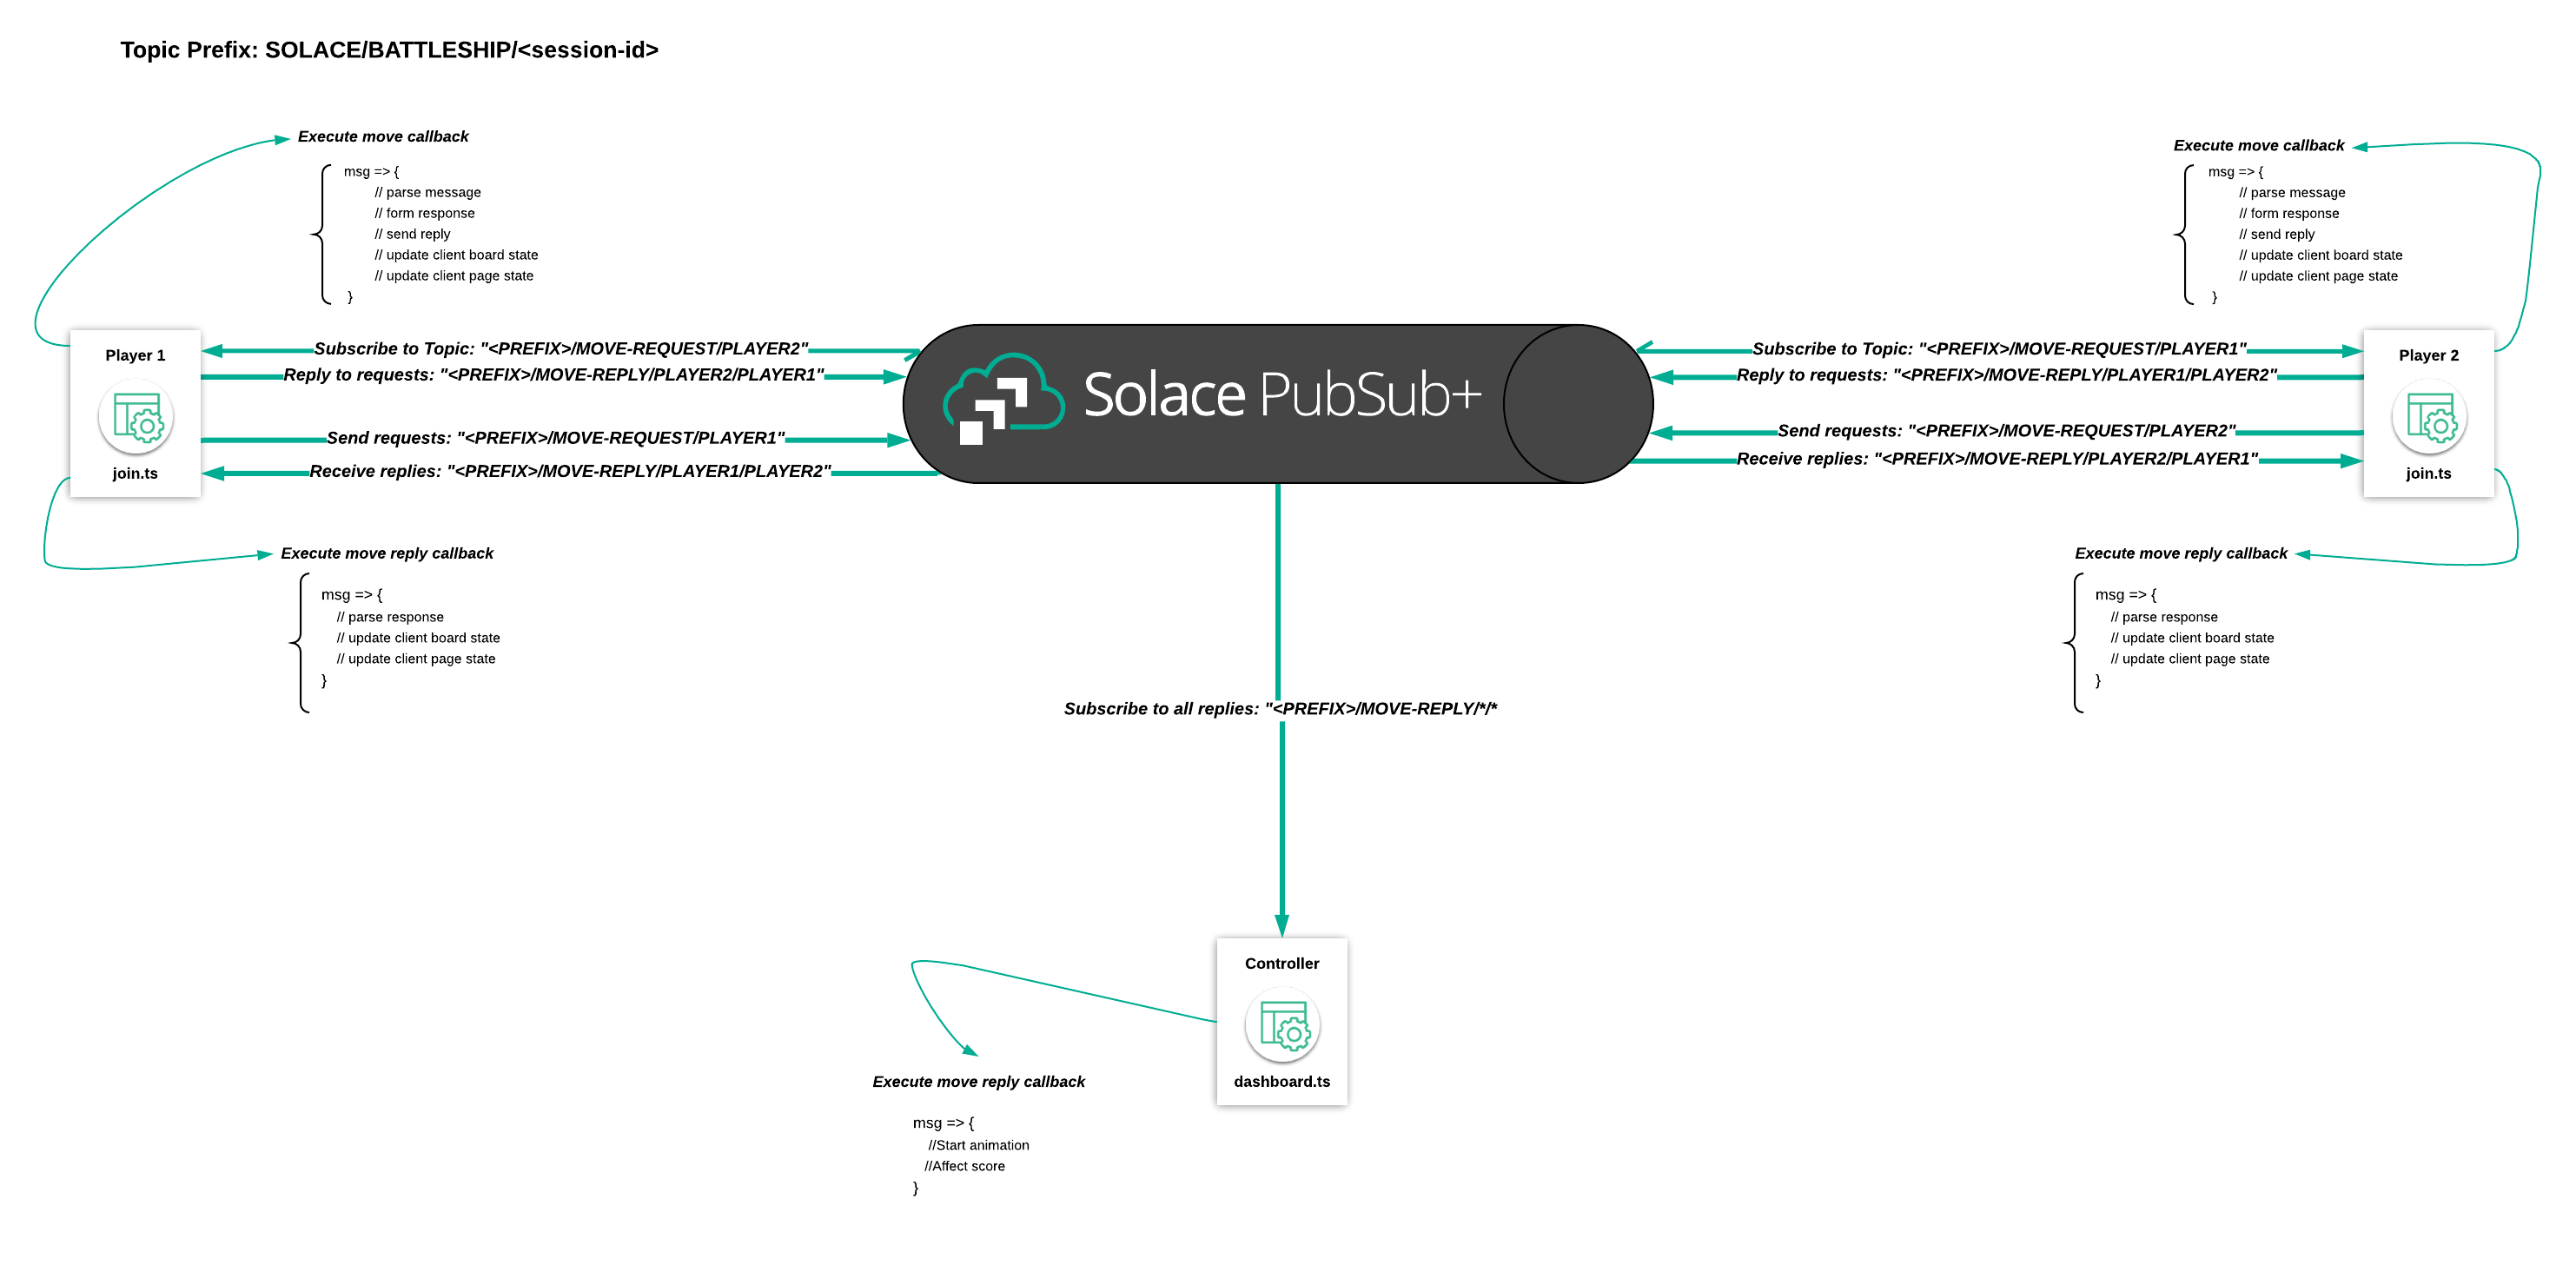 Topic Prefix: SOLACE/BATTLESHIP/<session-id>
Execute move callback
msg => {
// parse message
// form response
// send reply
// update client board state
// update client page state
}
Execute move callback
msg => {
// parse message
// form response
// send reply
// update client board state
// update client page state
}
Player 1
join.ts
Subscribe to Topic: "<PREFIX>/MOVE-REQUEST/PLAYER2"
Reply to requests: "<PREFIX>/MOVE-REPLY/PLAYER2/PLAYER1"
Send requests: "<PREFIX>/MOVE-REQUEST/PLAYER1"
Receive replies: "<PREFIX>/MOVE-REPLY/PLAYER1/PLAYER2"
Solace PubSub+
Subscribe to Topic: "<PREFIX>/MOVE-REQUEST/PLAYER1"
Reply to requests: "<PREFIX>/MOVE-REPLY/PLAYER1/PLAYER2"
Send requests: "<PREFIX>/MOVE-REQUEST/PLAYER2"
Receive replies: "<PREFIX>/MOVE-REPLY/PLAYER2/PLAYER1"
Player 2
join.ts
Execute move reply callback
msg => {
// parse response
// update client board state
// update client page state
}
Execute move reply callback
msg => {
// parse response
// update client board state
// update client page state
}
Subscribe to all replies: "<PREFIX>/MOVE-REPLY/*/*
Controller
dashboard.ts
Execute move reply callback
msg => {
//Start animation
//Affect score
}